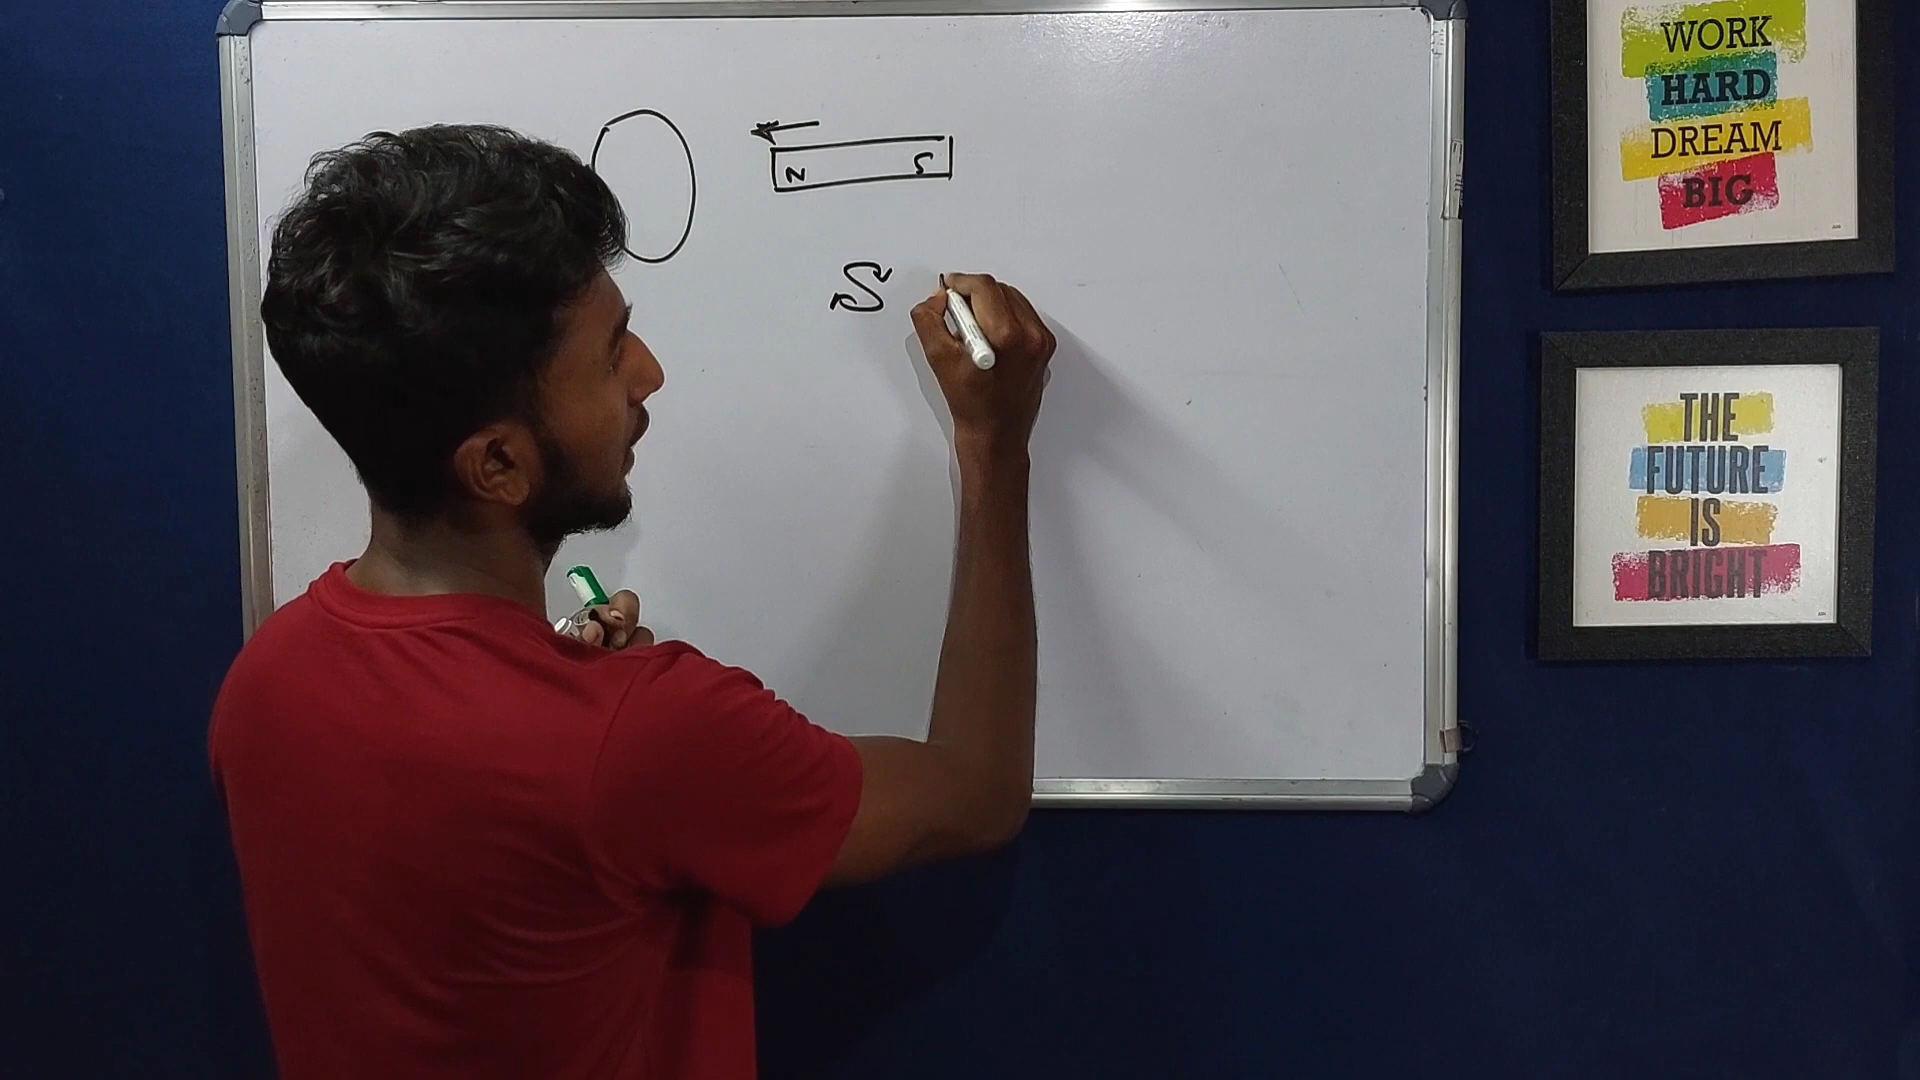 N S
S
WORK
HARD
DREAM
BIG
THE
FUTURE
IS
BRIGHT